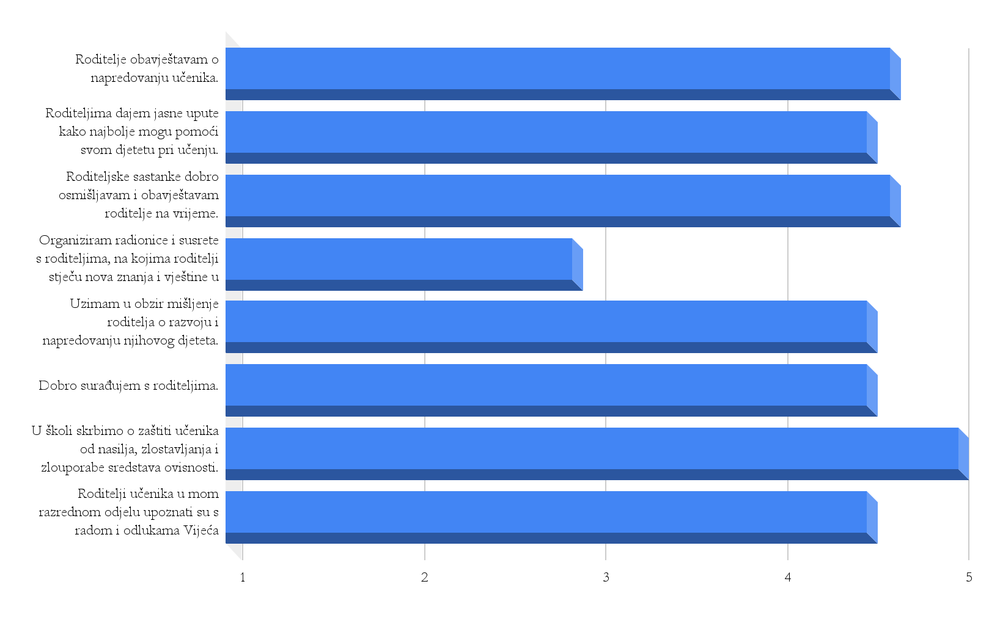 Roditelje obavještavam o
napredovanju učenika.
Roditeljima dajem jasne upute
kako najbolje mogu pomoći
svom djetetu pri učenju.
Roditeljske sastanke dobro
osmišljavam i obavještavam
roditelje na vrijeme.
Organiziram radionice i susrete
s roditeljima, na kojima roditelji
stječu nova znanja i vještine u
Uzimam u obzir mišljenje
roditelja o razvoju i
napredovanju njihovog djeteta.
Dobro surađujem s roditeljima.
U školi skrbimo o zaštiti učenika
od nasilja, zlostavljanja i
zlouporabe sredstava ovisnosti.
Roditelji učenika u mom
razrednom odjelu upoznati su s
radom i odlukama Vijeća
1 2 3 4 5